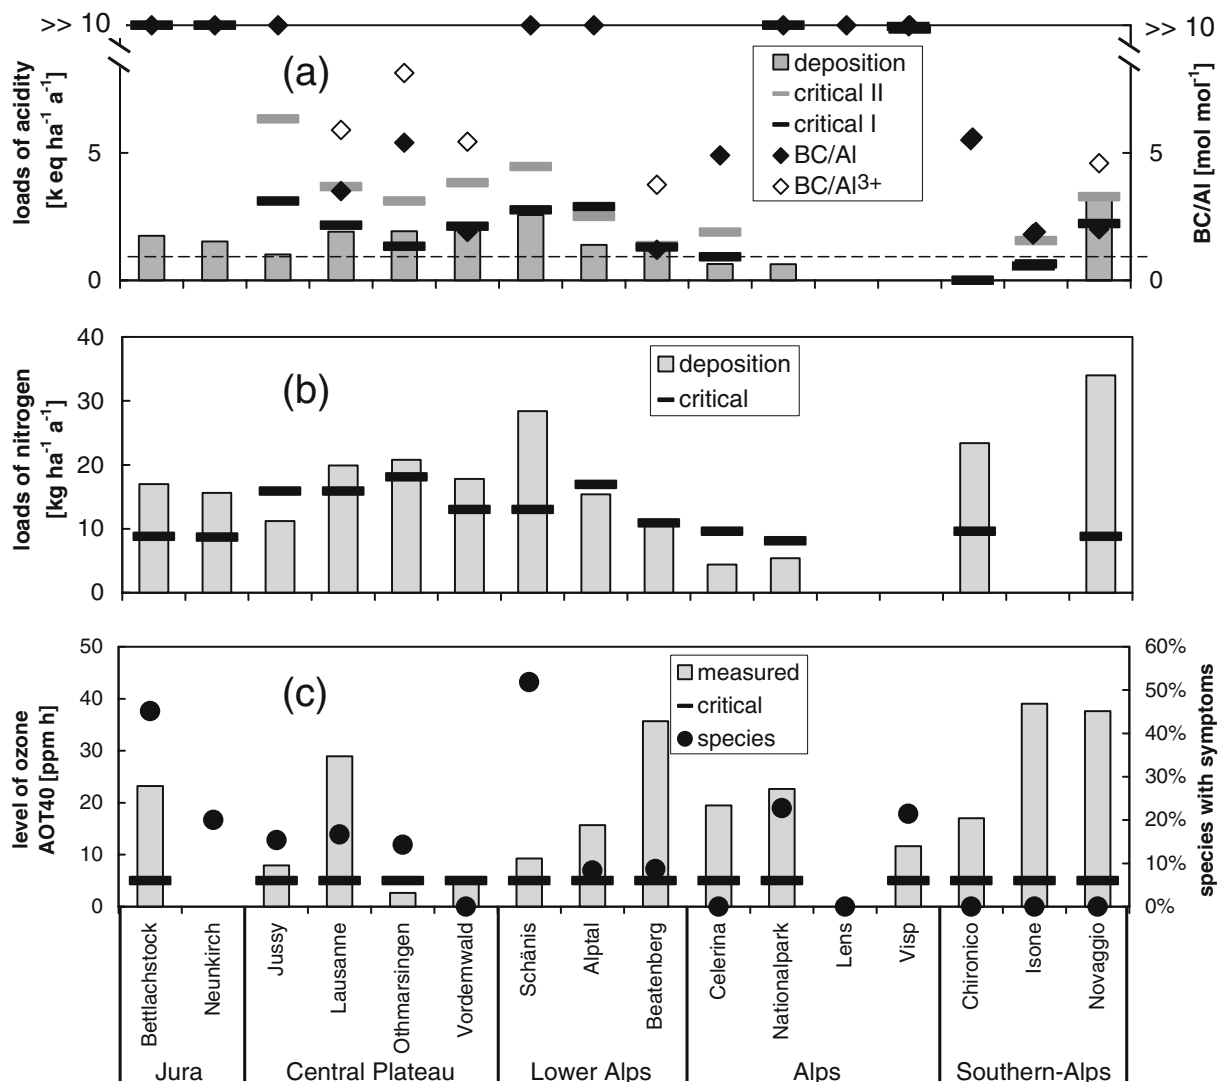 >> 10
>> 10
(a)
deposition
critical II
critical I
BC/Al
BC/Al3+
loads of acidity
[k eq ha-1 a-1]
5
0
BC/Al [mol mol-1]
5
0
(b)
deposition
critical
loads of nitrogen
[kg ha-1 a-1]
40
30
20
10
0
(c)
measured
critical
species
level of ozone
AOT40 [ppm h]
50
40
30
20
10
0
60%
50%
40%
30%
20%
10%
0%
species with symptoms
Bettlachstock
Neunkirch
Jussy
Lausanne
Othmarsingen
Vordemwald
Schänis
Alptal
Beatenberg
Celerina
Nationalpark
Lens
Visp
Chironico
Isone
Novaggio
Jura
Central Plateau
Lower Alps
Alps
Southern-Alps